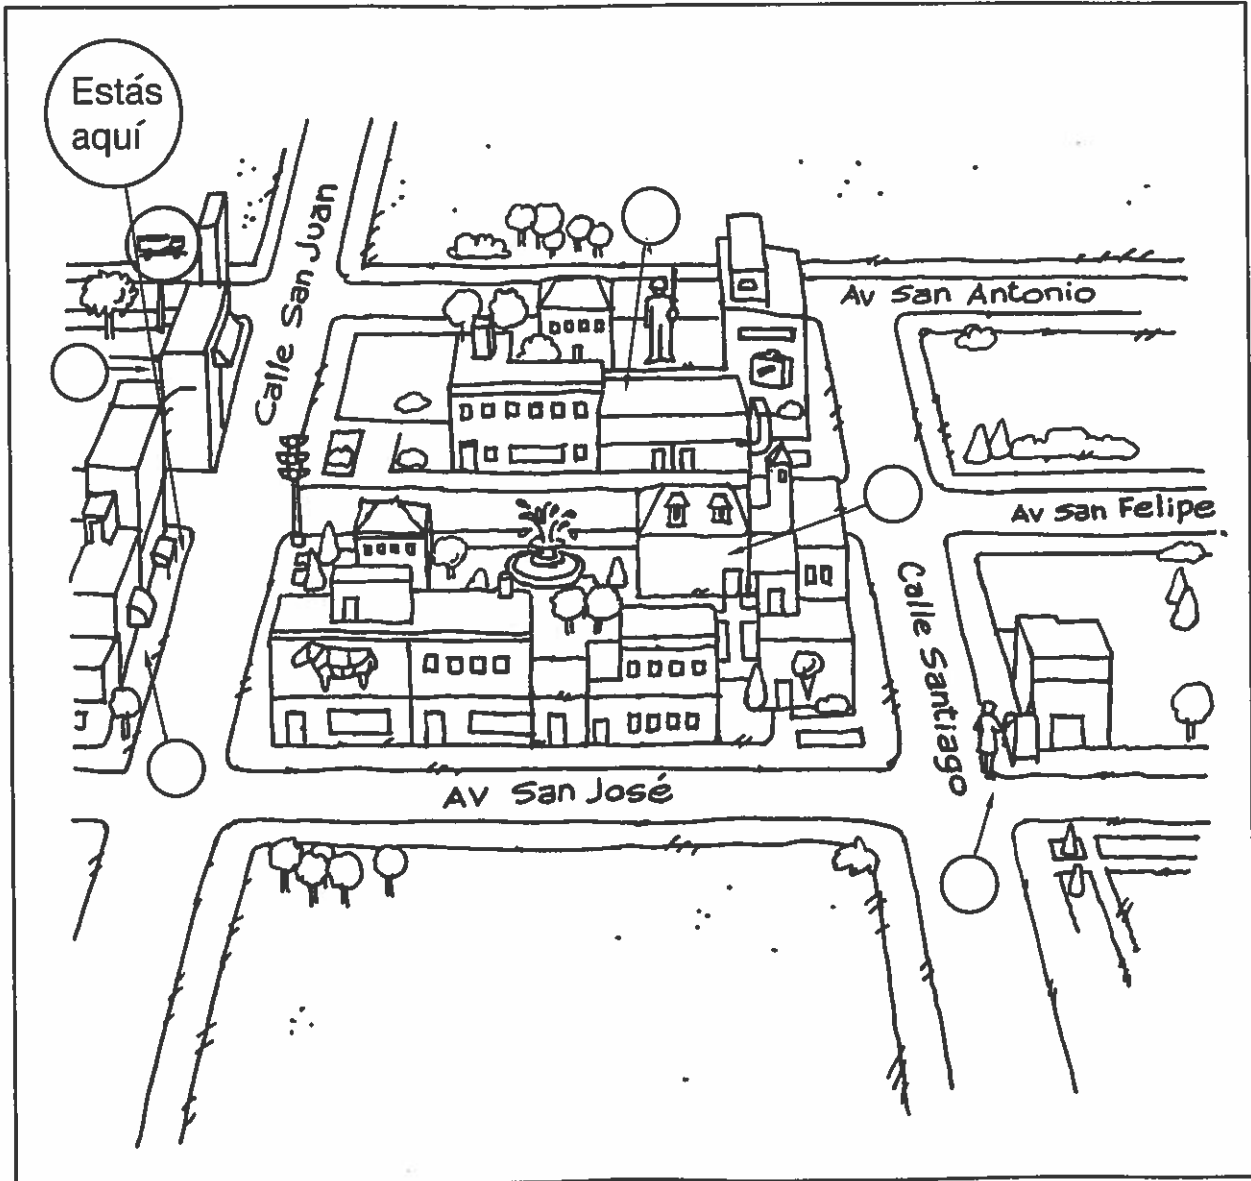 Estás
aquí
Calle San Juan
Av San Antonio
Av San Felipe
Calle Santiago
AV San José